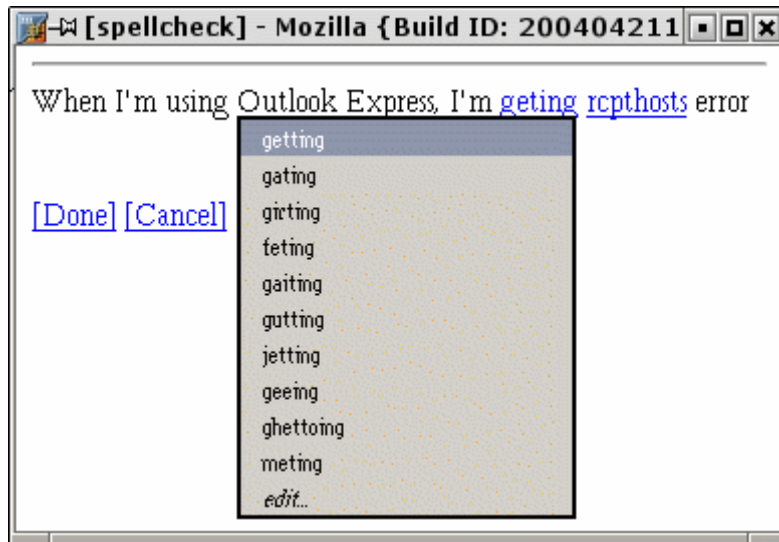 [spellcheck] - Mozilla {Build ID: 200404211
When I'm using Outlook Express, I'm geting rcpthosts error
getting
gating
girting
[Done] [Cancel]
feting
gaiting
gutting
jetting
geeing
ghettoing
meting
edit...